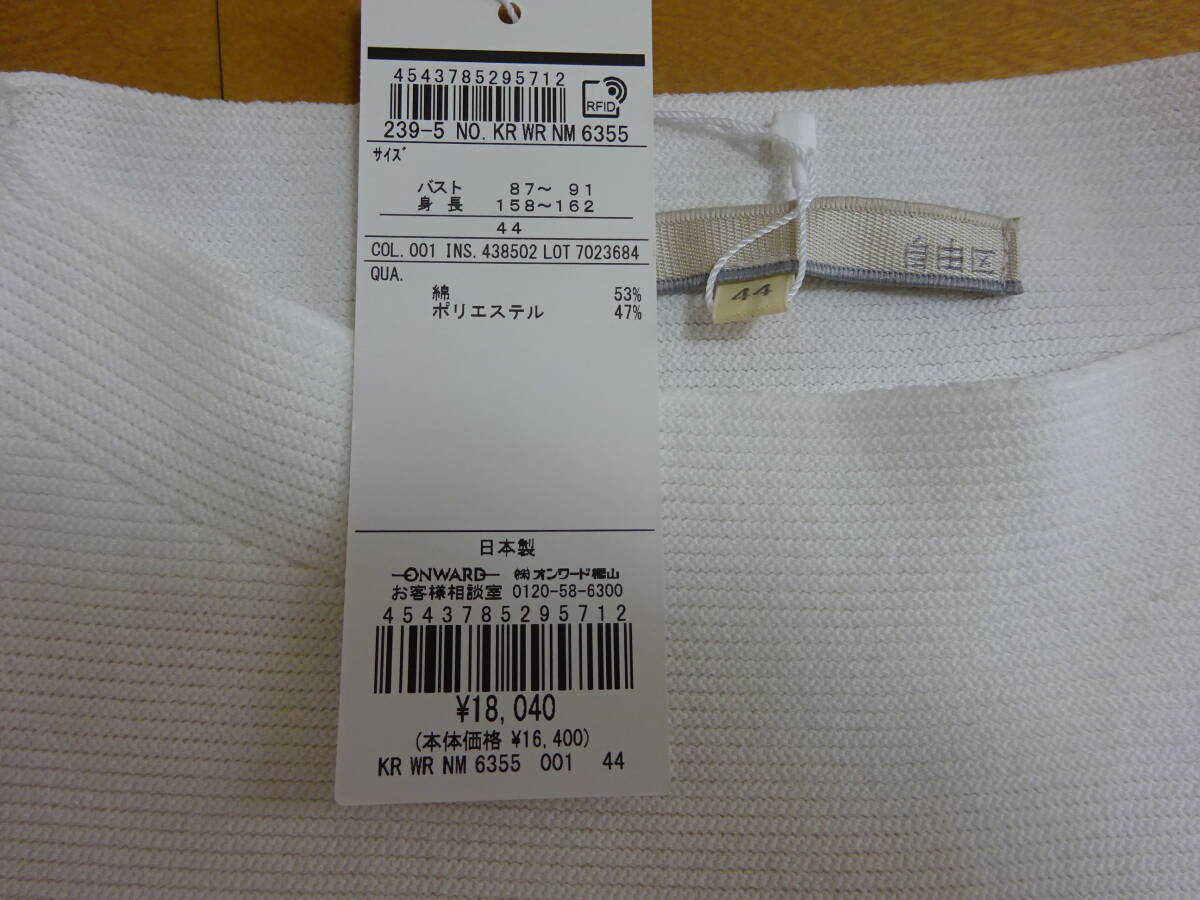 4543785295712
RFID
239-5 NO. KR WR NM 6355
サイズ
バスト 87～ 91
身長 158～162
44
COL. 001 INS. 438502 LOT 7023684
QUA.
綿 53%
ポリエステル 47%
日本製
ONWARD ㈱オンワード樫山
お客様相談室 0120-58-6300
4543785295712
¥18,040
(本体価格 ¥16,400)
KR WR NM 6355 001 44
自由区
44